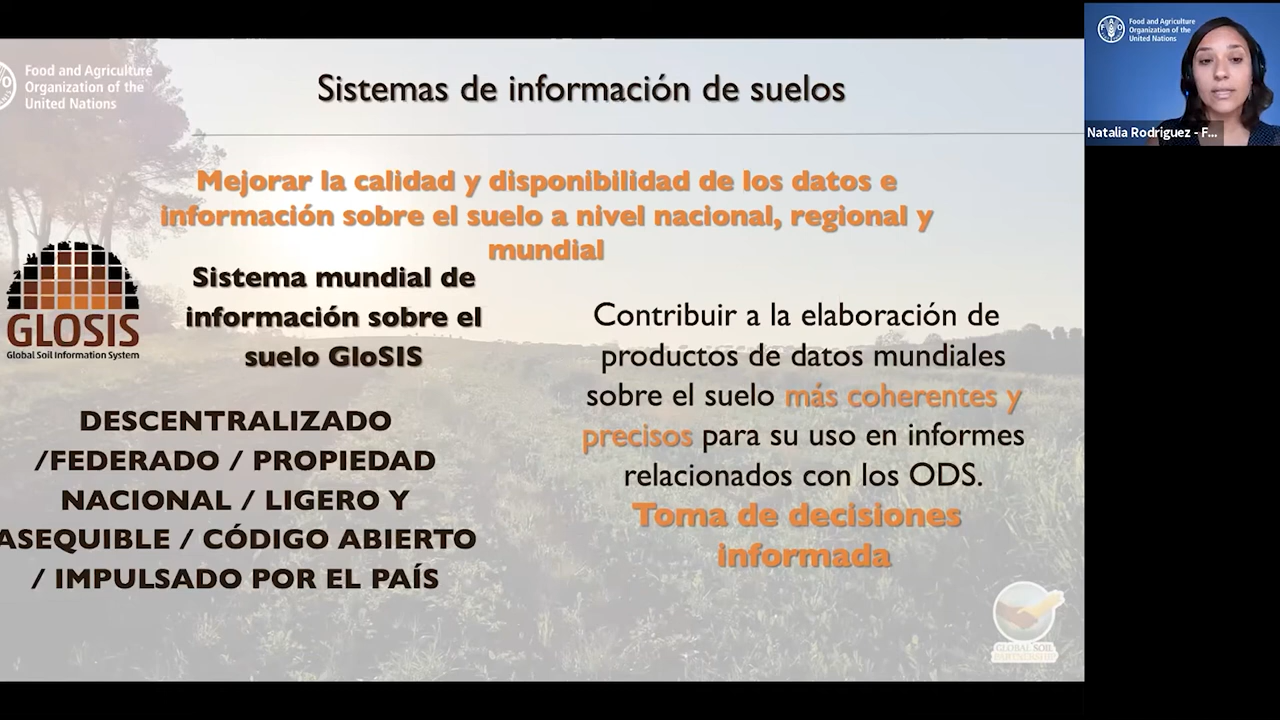 Food and Agriculture
Organization of the
United Nations
Sistemas de información de suelos
Mejorar la calidad y disponibilidad de los datos e
información sobre el suelo a nivel nacional, regional y
mundial
GLOSIS
Global Soil Information System
Sistema mundial de
información sobre el
suelo GloSIS
DESCENTRALIZADO
/FEDERADO / PROPIEDAD
NACIONAL / LIGERO Y
ASEQUIBLE / CÓDIGO ABIERTO
/ IMPULSADO POR EL PAÍS
Contribuir a la elaboración de
productos de datos mundiales
sobre el suelo más coherentes y
precisos para su uso en informes
relacionados con los ODS.
Toma de decisiones
informada
GLOBAL SOIL
PARTNERSHIP
Food and Agriculture
Organization of the
United Nations
Natalia Rodriguez - F...